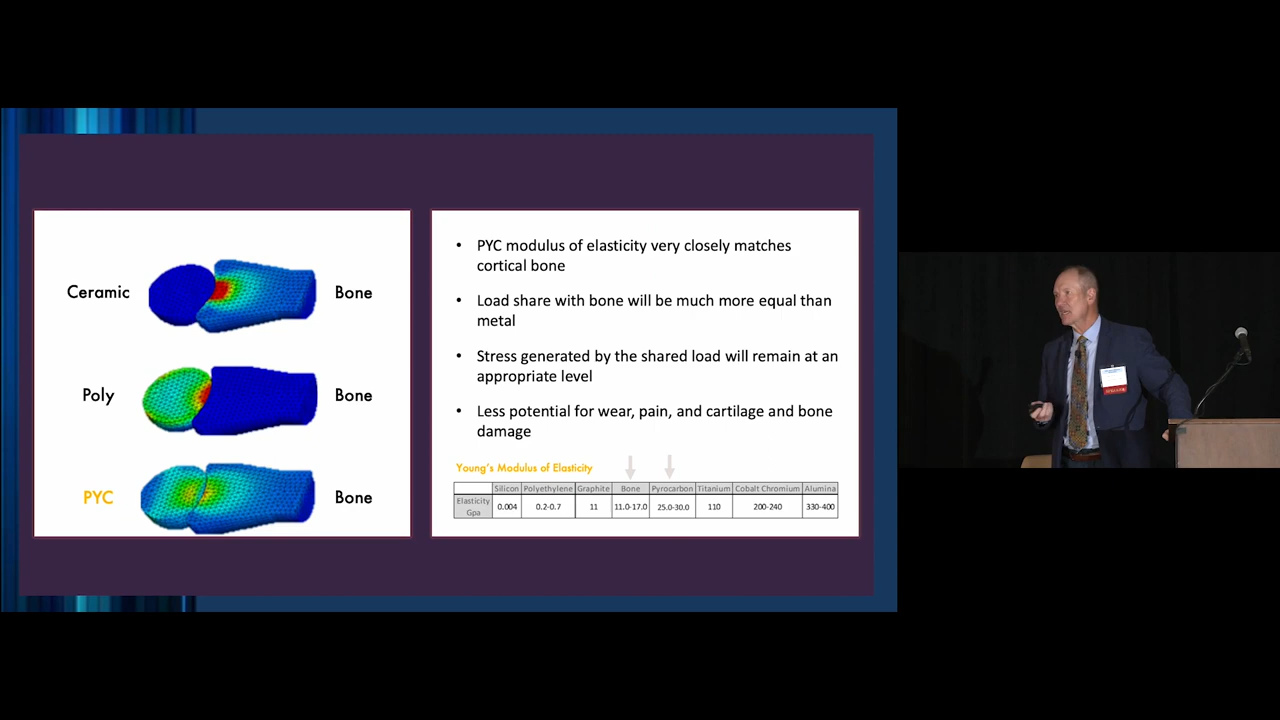 Ceramic
Bone
Poly
Bone
PYC
Bone
• PYC modulus of elasticity very closely matches
cortical bone
• Load share with bone will be much more equal than
metal
• Stress generated by the shared load will remain at an
appropriate level
• Less potential for wear, pain, and cartilage and bone
damage
Young's Modulus of Elasticity
Silicon Polyethylene Graphite Bone Pyrocarbon Titanium Cobalt Chromium Alumina
Elasticity
Gpa
0.004 0.2-0.7 11 11.0-17.0 25.0-30.0 110 200-240 330-400